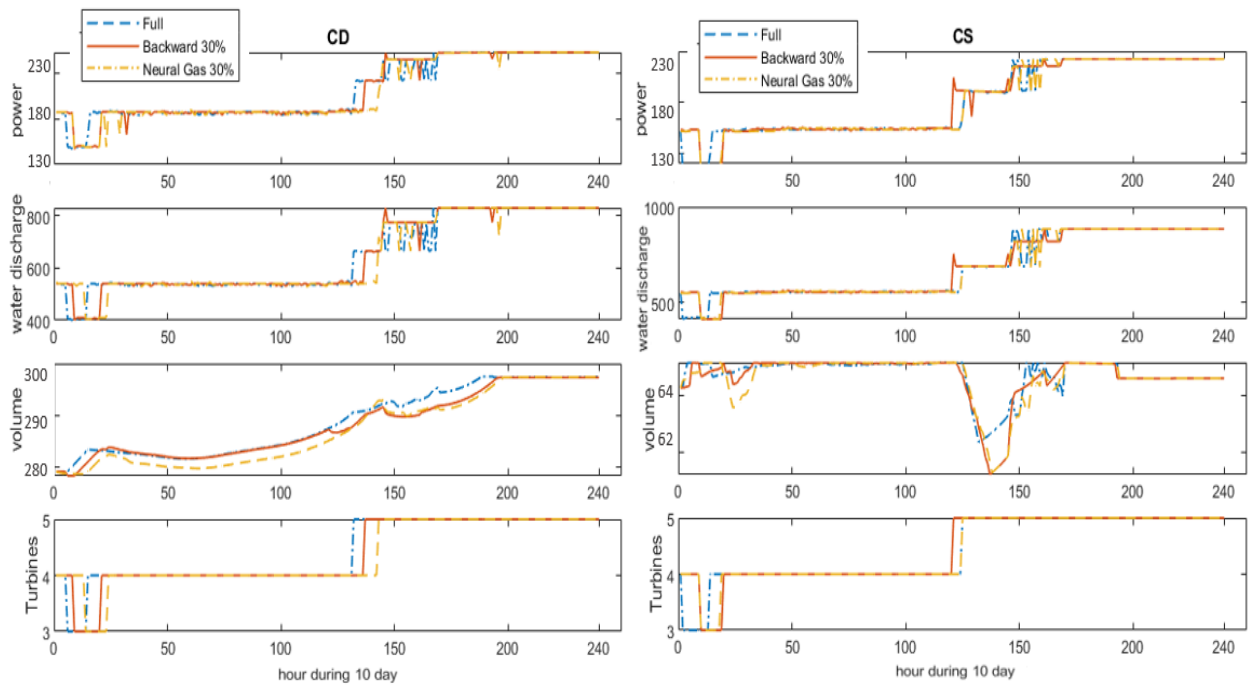 Full
Backward 30%
Neural Gas 30%
CD
power
230
180
130
0 50 100 150 200 240
water discharge
800
600
400
0 50 100 150 200 240
volume
300
290
280
0 50 100 150 200 240
Turbines
5
4
3
0 50 100 150 200 240
hour during 10 day
Full
Backward 30%
Neural Gas 30%
CS
power
230
180
130
50 100 150 200 240
water discharge
1000
500
0 50 100 150 200 240
volume
64
62
0 50 100 150 200 240
Turbines
5
4
3
0 50 100 150 200 240
hour during 10 day